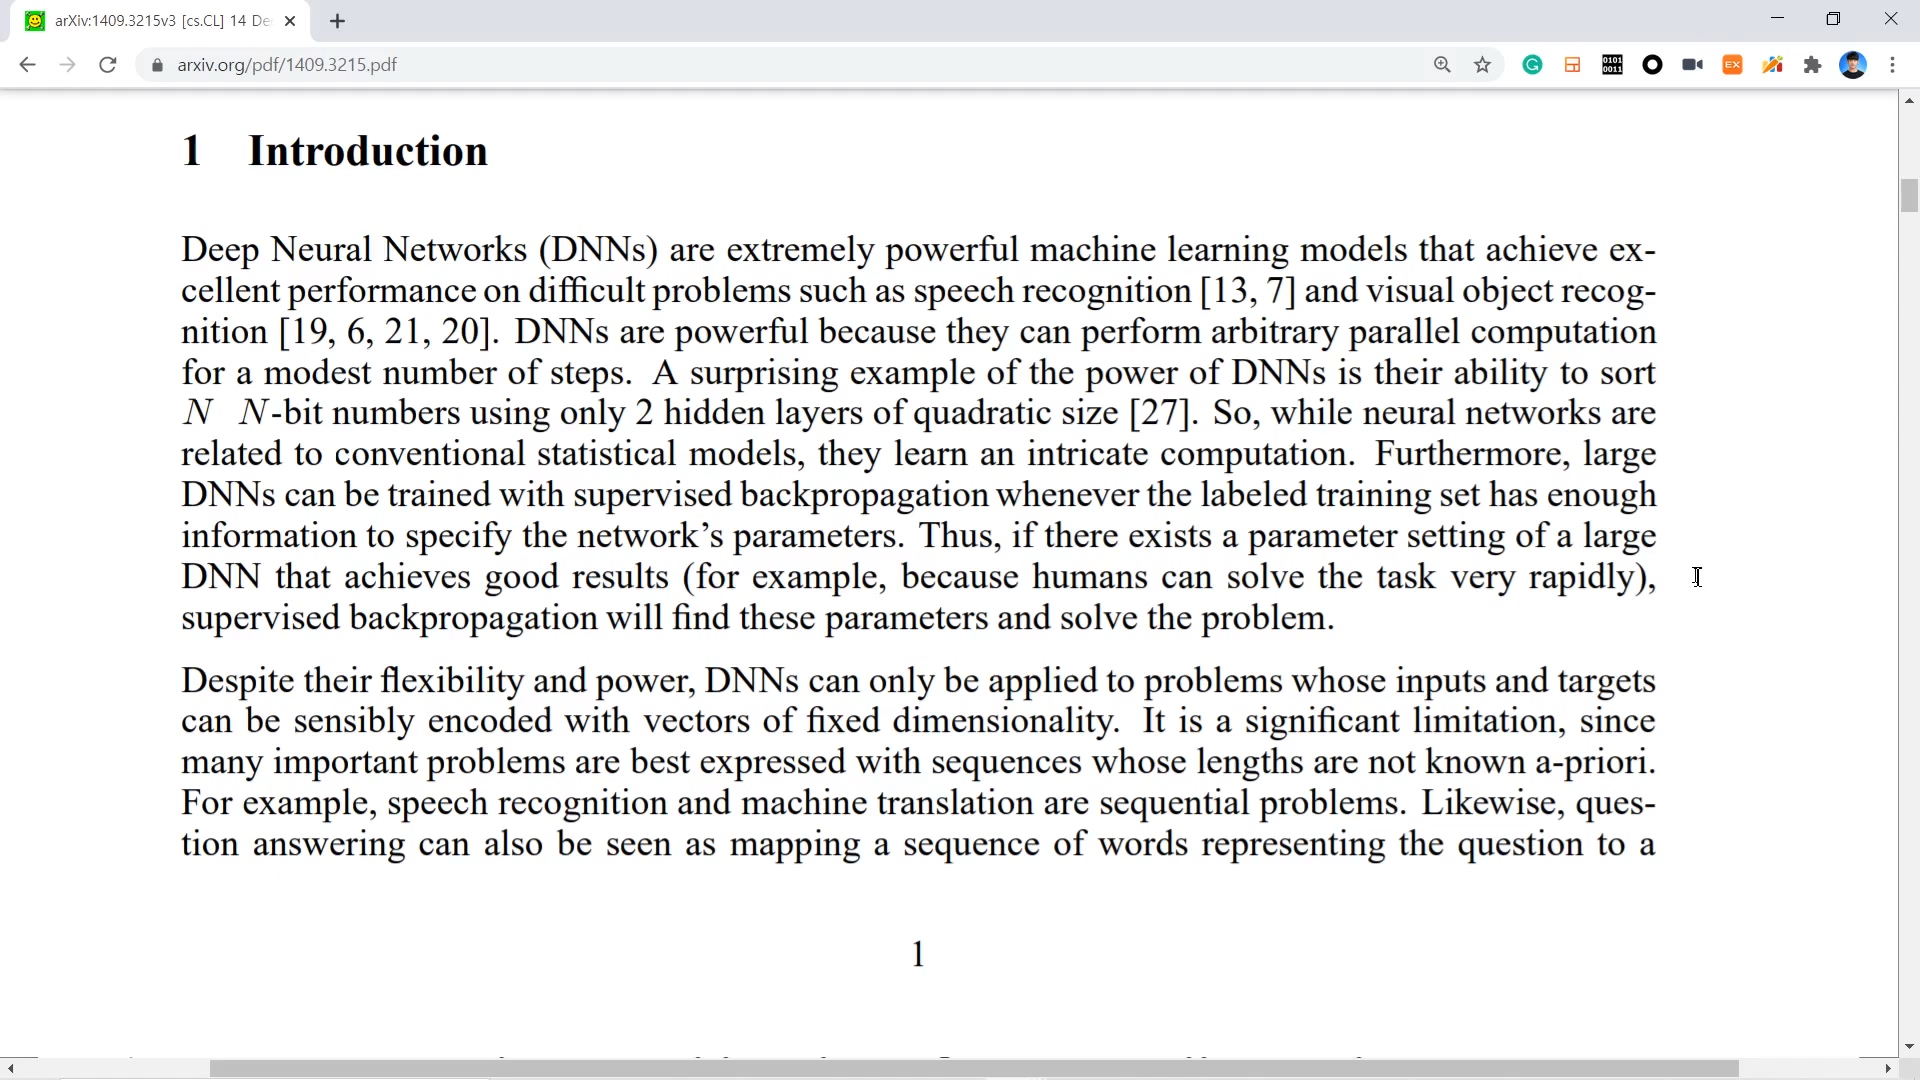 arXiv:1409.3215v3 [cs.CL] 14 De
arxiv.org/pdf/1409.3215.pdf
0101
0011
EX
1 Introduction
Deep Neural Networks (DNNs) are extremely powerful machine learning models that achieve ex-
cellent performance on difficult problems such as speech recognition [13, 7] and visual object recog-
nition [19, 6, 21, 20]. DNNs are powerful because they can perform arbitrary parallel computation
for a modest number of steps. A surprising example of the power of DNNs is their ability to sort
N N-bit numbers using only 2 hidden layers of quadratic size [27]. So, while neural networks are
related to conventional statistical models, they learn an intricate computation. Furthermore, large
DNNs can be trained with supervised backpropagation whenever the labeled training set has enough
information to specify the network’s parameters. Thus, if there exists a parameter setting of a large
DNN that achieves good results (for example, because humans can solve the task very rapidly),
supervised backpropagation will find these parameters and solve the problem.
Despite their flexibility and power, DNNs can only be applied to problems whose inputs and targets
can be sensibly encoded with vectors of fixed dimensionality. It is a significant limitation, since
many important problems are best expressed with sequences whose lengths are not known a-priori.
For example, speech recognition and machine translation are sequential problems. Likewise, ques-
tion answering can also be seen as mapping a sequence of words representing the question to a
1